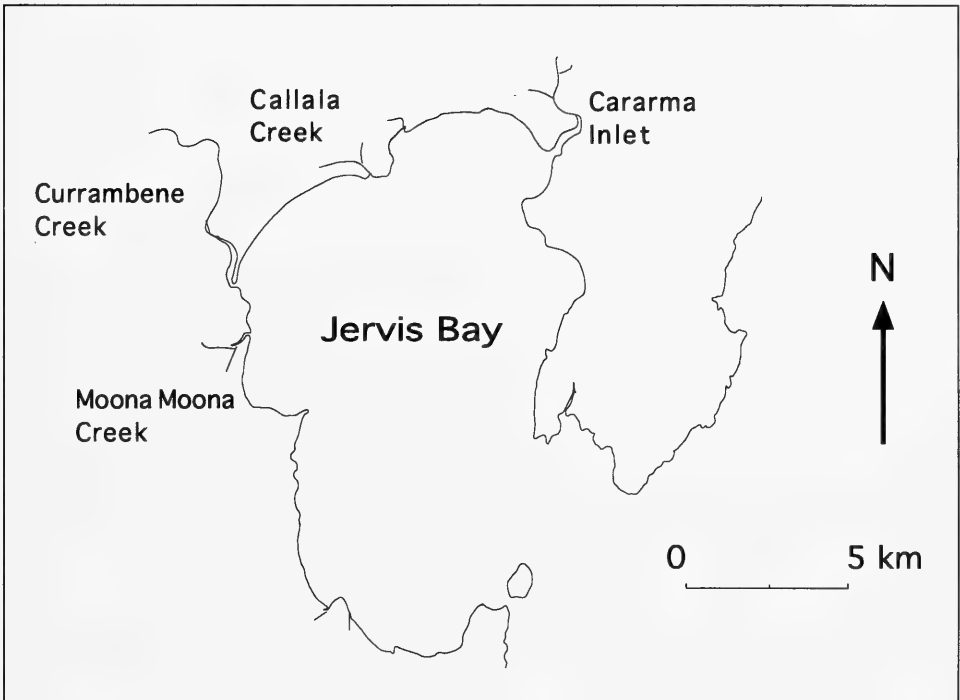 Callala
Creek
Cararma
Inlet
Currambene
Creek
N
Jervis Bay
Moona Moona
Creek
0 5 km